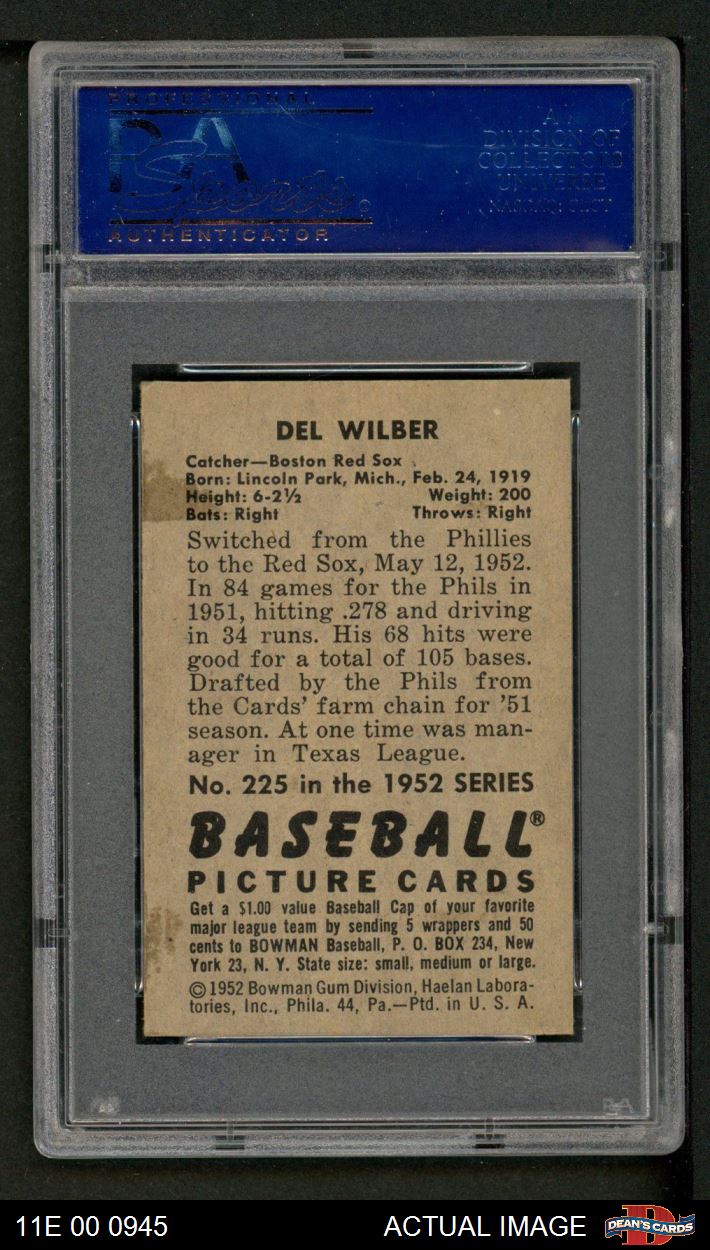 PROFESSIONAL
PSA
Sports
AUTHENTICATOR
A
DIVISION OF
COLLECTORS
UNIVERSE
NASDAQ: CLCT
DEL WILBER
Catcher—Boston Red Sox
Born: Lincoln Park, Mich., Feb. 24, 1919
Height: 6-2½ Weight: 200
Bats: Right Throws: Right
Switched from the Phillies
to the Red Sox, May 12, 1952.
In 84 games for the Phils in
1951, hitting .278 and driving
in 34 runs. His 68 hits were
good for a total of 105 bases.
Drafted by the Phils from
the Cards' farm chain for '51
season. At one time was man-
ager in Texas League.
No. 225 in the 1952 SERIES
BASEBALL®
PICTURE CARDS
Get a $1.00 value Baseball Cap of your favorite
major league team by sending 5 wrappers and 50
cents to BOWMAN Baseball, P. O. BOX 234, New
York 23, N. Y. State size: small, medium or large.
©1952 Bowman Gum Division, Haelan Labora-
tories, Inc., Phila. 44, Pa.—Ptd. in U. S. A.
11E 00 0945 ACTUAL IMAGE DEAN'S CARDS